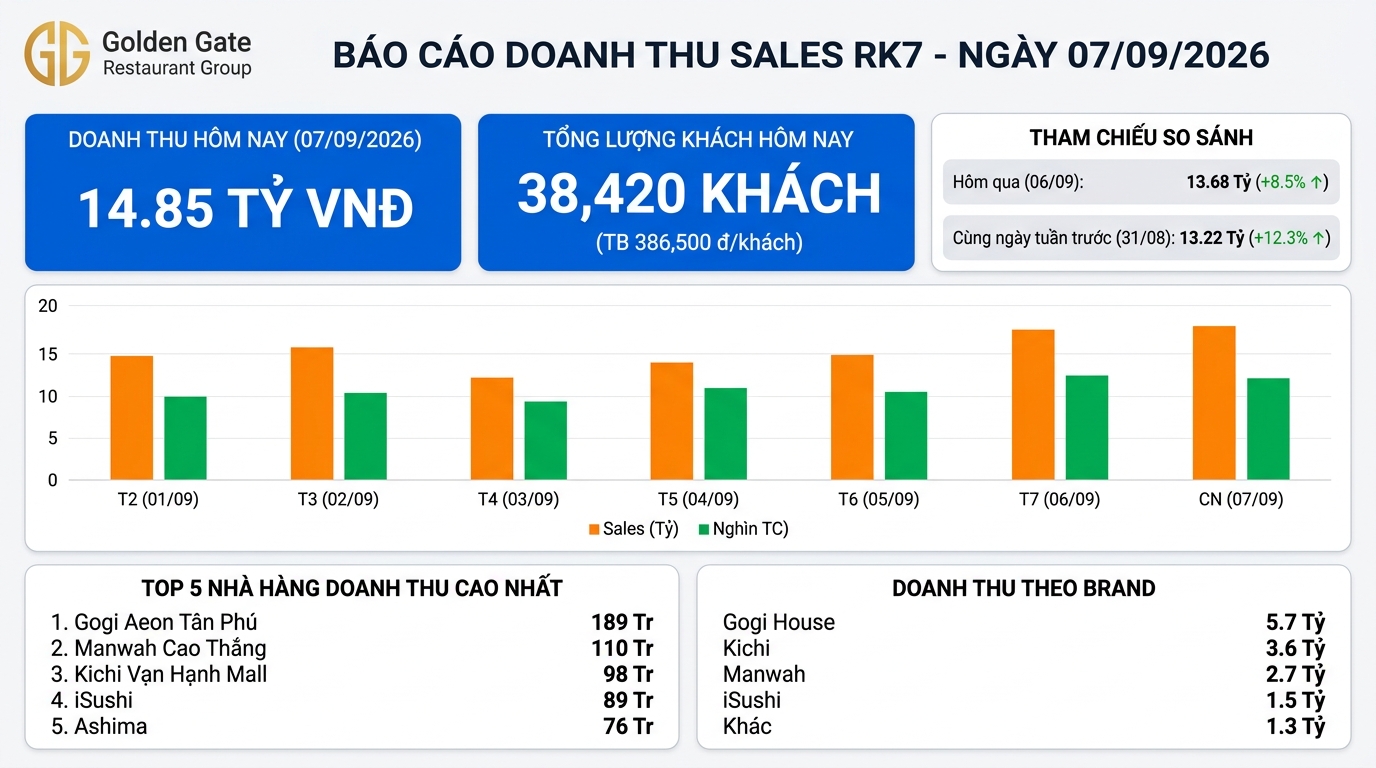 Golden Gate
Restaurant Group
BÁO CÁO DOANH THU SALES RK7 - NGÀY 07/09/2026
DOANH THU HÔM NAY (07/09/2026)
14.85 TỶ VNĐ
TỔNG LƯỢNG KHÁCH HÔM NAY
38,420 KHÁCH
(TB 386,500 đ/khách)
THAM CHIẾU SO SÁNH
Hôm qua (06/09): 13.68 Tỷ (+8.5% ↑)
Cùng ngày tuần trước (31/08): 13.22 Tỷ (+12.3% ↑)
20
15
10
5
0
T2 (01/09) T3 (02/09) T4 (03/09) T5 (04/09) T6 (05/09) T7 (06/09) CN (07/09)
Sales (Tỷ) Nghìn TC)
TOP 5 NHÀ HÀNG DOANH THU CAO NHẤT
1. Gogi Aeon Tân Phú 189 Tr
2. Manwah Cao Thắng 110 Tr
3. Kichi Vạn Hạnh Mall 98 Tr
4. iSushi 89 Tr
5. Ashima 76 Tr
DOANH THU THEO BRAND
Gogi House 5.7 Tỷ
Kichi 3.6 Tỷ
Manwah 2.7 Tỷ
iSushi 1.5 Tỷ
Khác 1.3 Tỷ